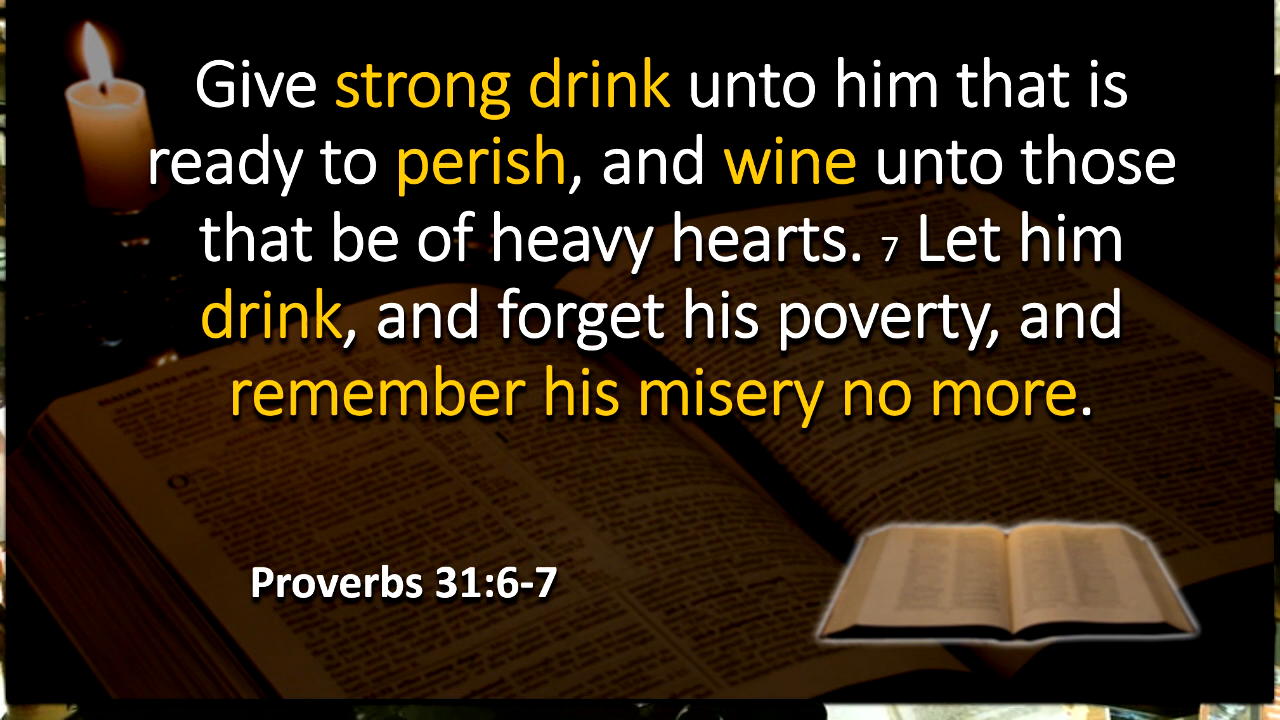 Give strong drink unto him that is
ready to perish, and wine unto those
that be of heavy hearts. 7 Let him
drink, and forget his poverty, and
remember his misery no more.
Proverbs 31:6-7